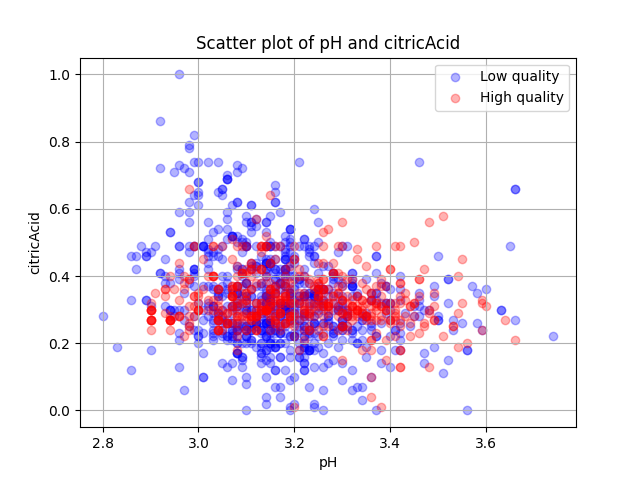 Scatter plot of pH and citricAcid
Low quality
High quality
citricAcid
1.0
0.8
0.6
0.4
0.2
0.0
2.8 3.0 3.2 3.4 3.6
pH